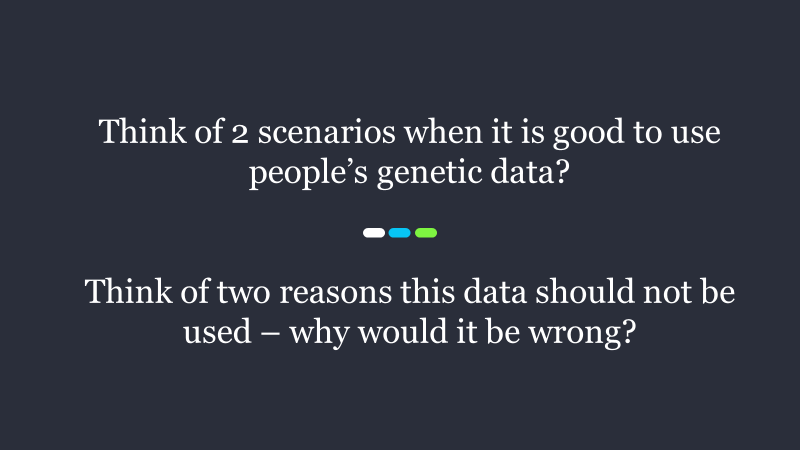 Think of 2 scenarios when it is good to use
people’s genetic data?
Think of two reasons this data should not be
used – why would it be wrong?